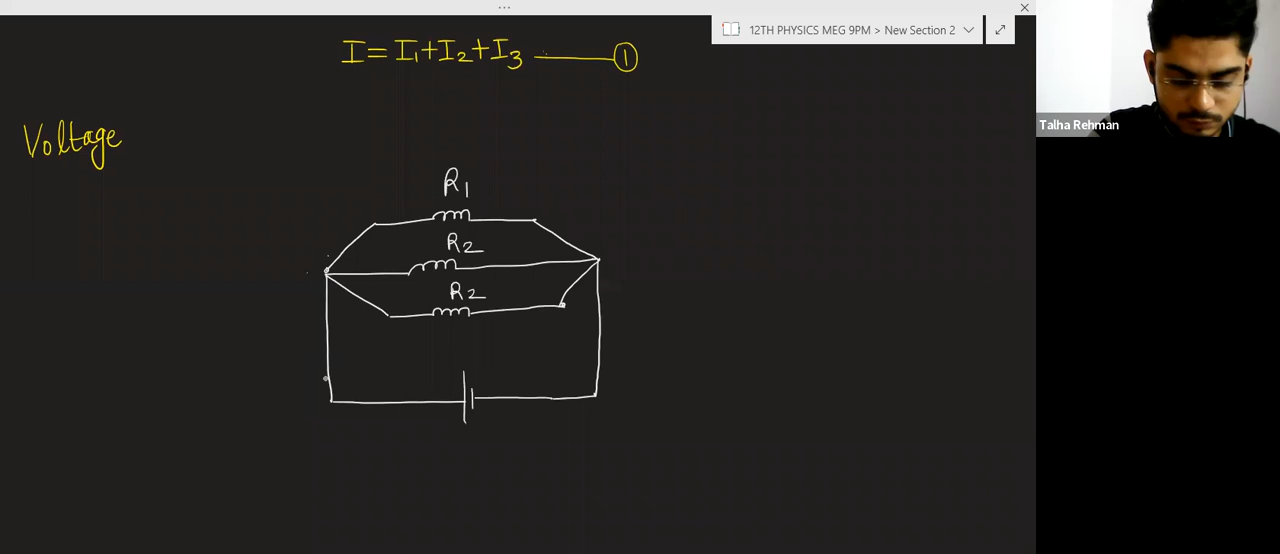 12TH PHYSICS MEG 9PM > New Section 2
I=I₁+I₂+I₃ ——— ①
Talha Rehman
Voltage
R₁
R₂
R₂